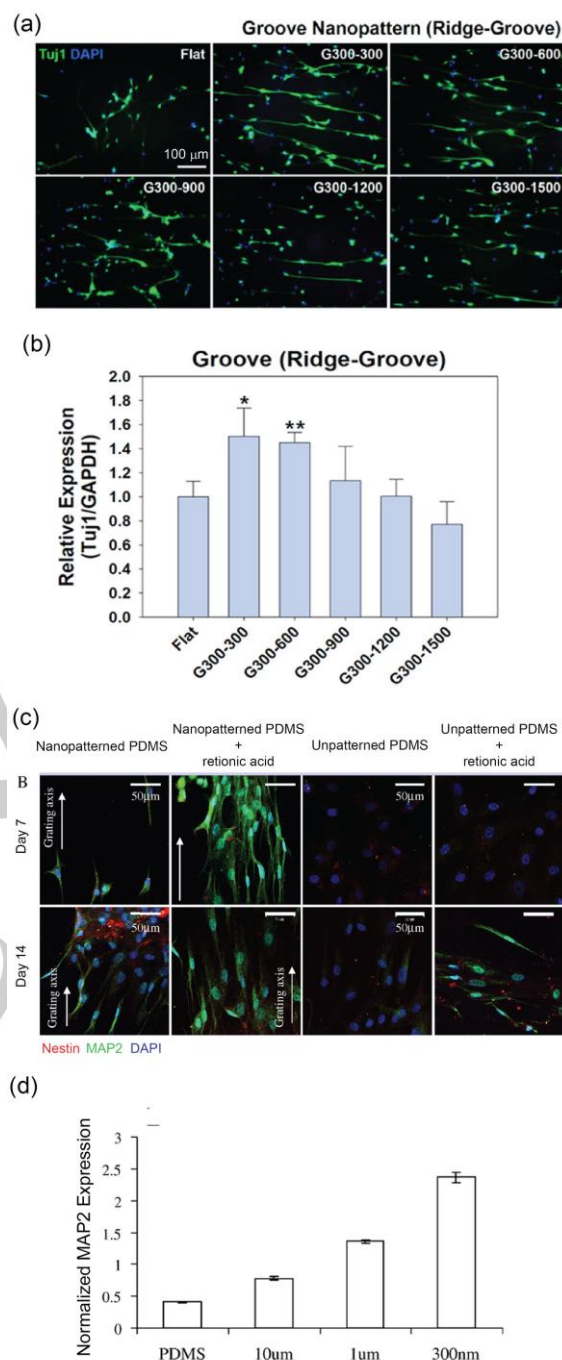 (a)
Groove Nanopattern (Ridge-Groove)
Tuj1 DAPI Flat G300-300 G300-600
100 μm
G300-900 G300-1200 G300-1500
(b)
Groove (Ridge-Groove)
Relative Expression
(Tuj1/GAPDH)
2.0
1.8
1.6
1.4
1.2
1.0
0.8
0.6
0.4
0.2
0.0
* **
Flat G300-300 G300-600 G300-900 G300-1200 G300-1500
(c)
Nanopatterned PDMS
Nanopatterned PDMS
+
retionic acid
Unpatterned PDMS
Unpatterned PDMS
+
retionic acid
B
Day 7
Grating axis
50μm
50μm
Day 14
Grating axis
50μm
Grating axis
50μm
Nestin MAP2 DAPI
(d)
Normalized MAP2 Expression
3
2.5
2
1.5
1
0.5
0
PDMS 10um 1um 300nm